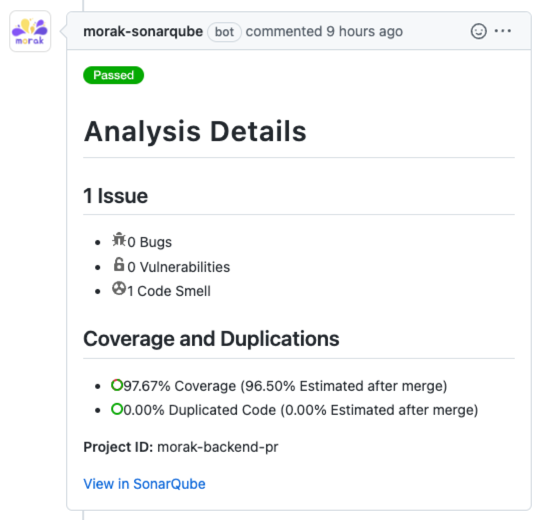 morak
morak-sonarqube bot commented 9 hours ago
Passed
Analysis Details
1 Issue
0 Bugs
0 Vulnerabilities
1 Code Smell
Coverage and Duplications
97.67% Coverage (96.50% Estimated after merge)
0.00% Duplicated Code (0.00% Estimated after merge)
Project ID: morak-backend-pr
View in SonarQube